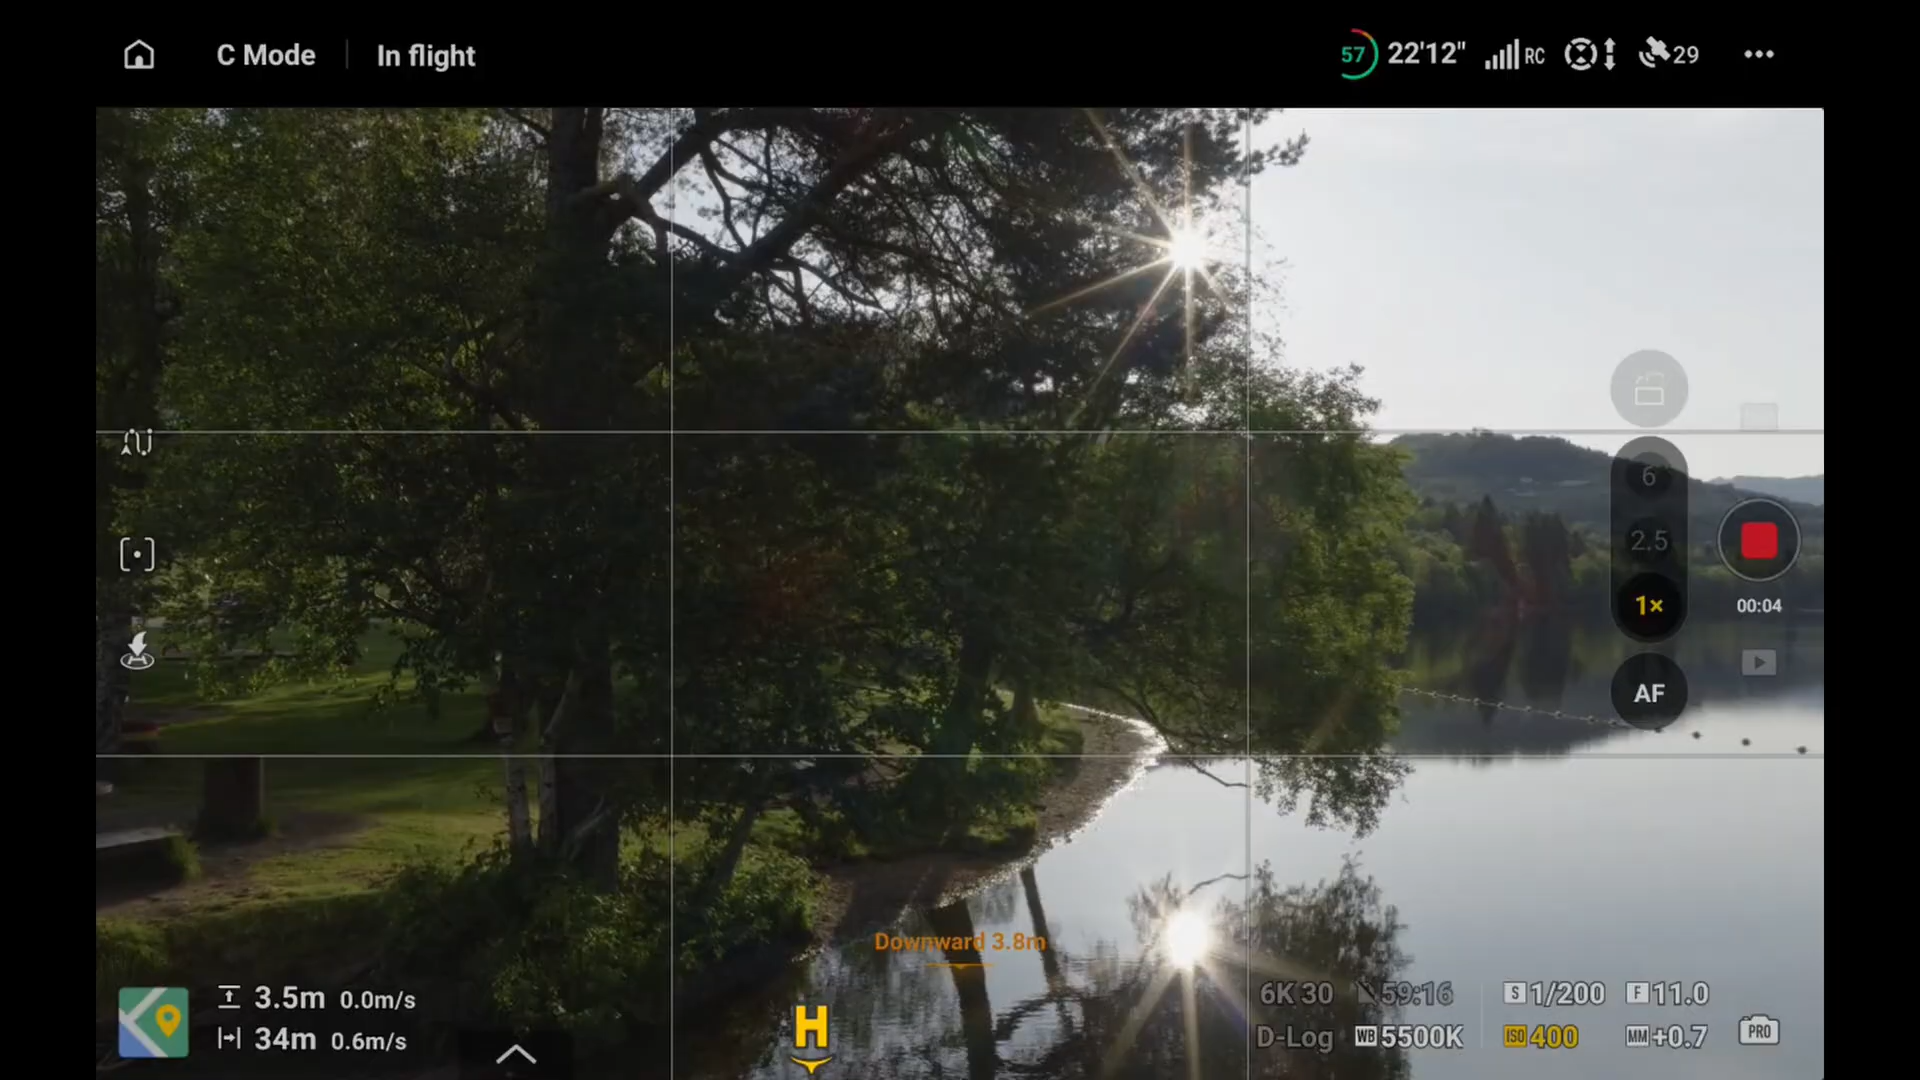 C Mode In flight 57 22'12" RC 29
6
2.5
1×
00:04
AF
Downward 3.8m
3.5m 0.0m/s H 6K 30 59:16 S 1/200 F 11.0
34m 0.6m/s D-Log WB 5500K ISO 400 MM +0.7 PRO